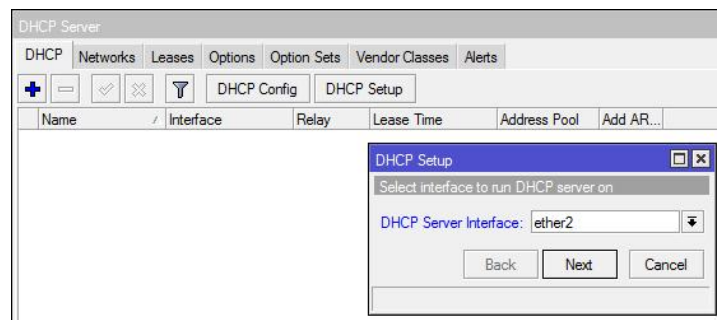 DHCP Server
DHCP Networks Leases Options Option Sets Vendor Classes Alerts
DHCP Config DHCP Setup
Name / Interface Relay Lease Time Address Pool Add AR...
DHCP Setup
Select interface to run DHCP server on
DHCP Server Interface: ether2
Back Next Cancel